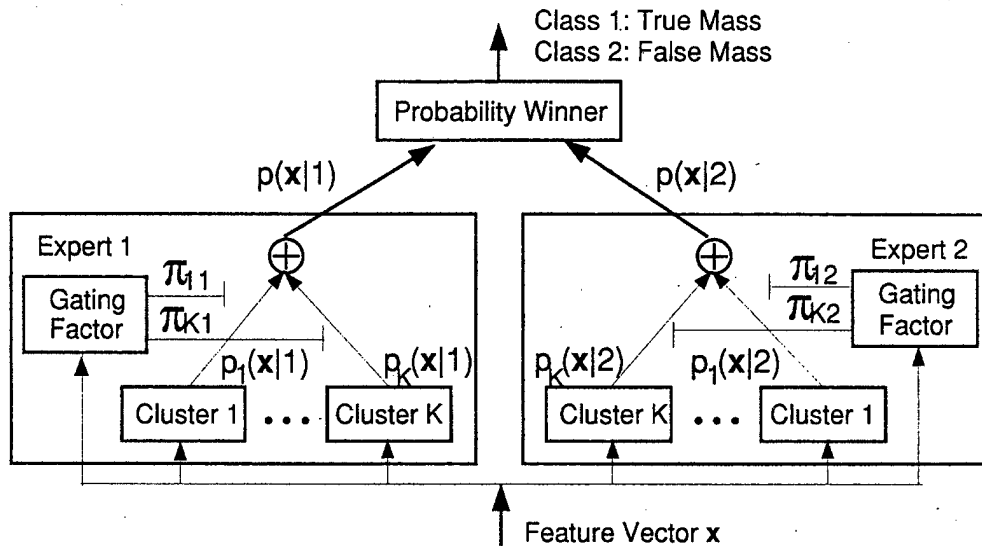 Class 1: True Mass
Class 2: False Mass
Probability Winner
p(x|1)
p(x|2)
Expert 1
π11
Gating
Factor
πK1
p1(x|1)
pK(x|1)
Cluster 1
...
Cluster K
Expert 2
π12
Gating
Factor
πK2
pK(x|2)
p1(x|2)
Cluster K
...
Cluster 1
Feature Vector x